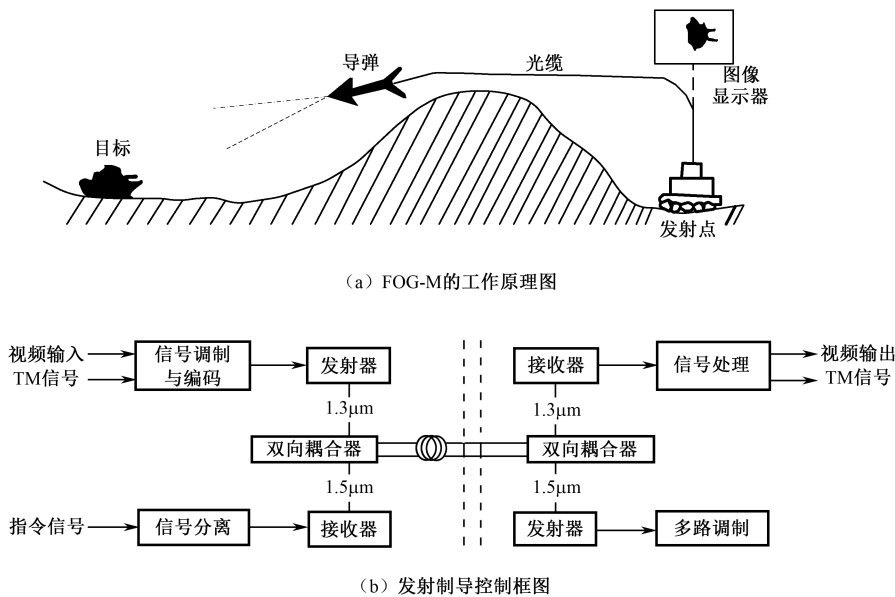 导弹
光缆
图像
显示器
目标
发射点
（a）FOG-M的工作原理图
视频输入
TM信号
信号调制
与编码
发射器
接收器
信号处理
视频输出
TM信号
1.3μm
1.3μm
双向耦合器
双向耦合器
1.5μm
1.5μm
指令信号
信号分离
接收器
发射器
多路调制
（b）发射制导控制框图